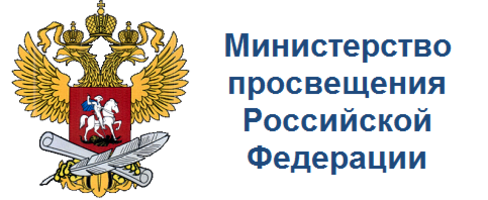 Министерство
просвещения
Российской
Федерации